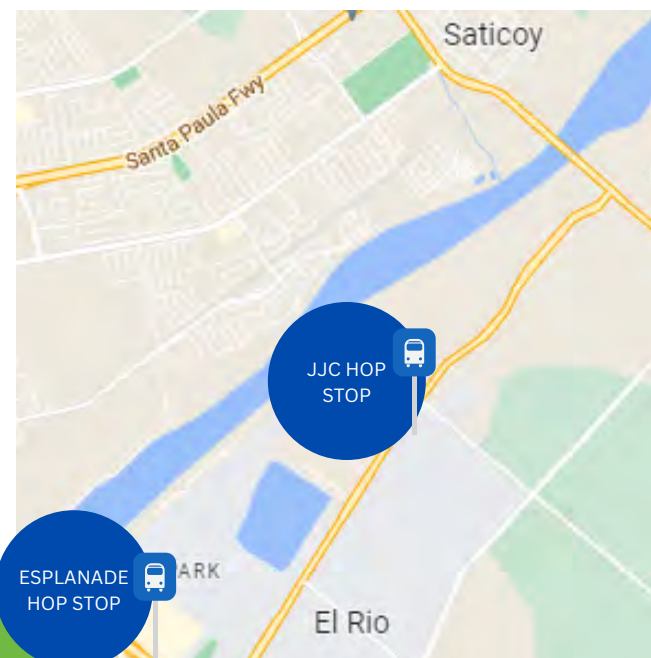 Saticoy
Santa Paula Fwy
JJC HOP
STOP
ESPLANADE
HOP STOP
ARK
El Rio